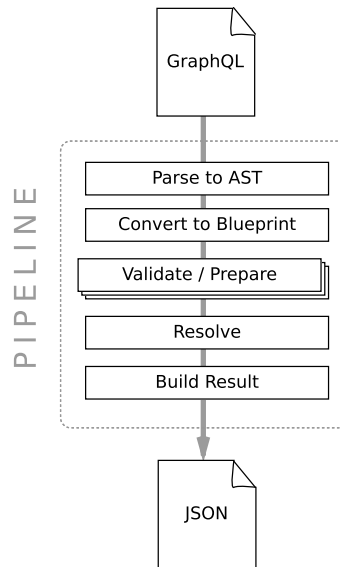 GraphQL
PIPELINE
Parse to AST
Convert to Blueprint
Validate / Prepare
Resolve
Build Result
JSON